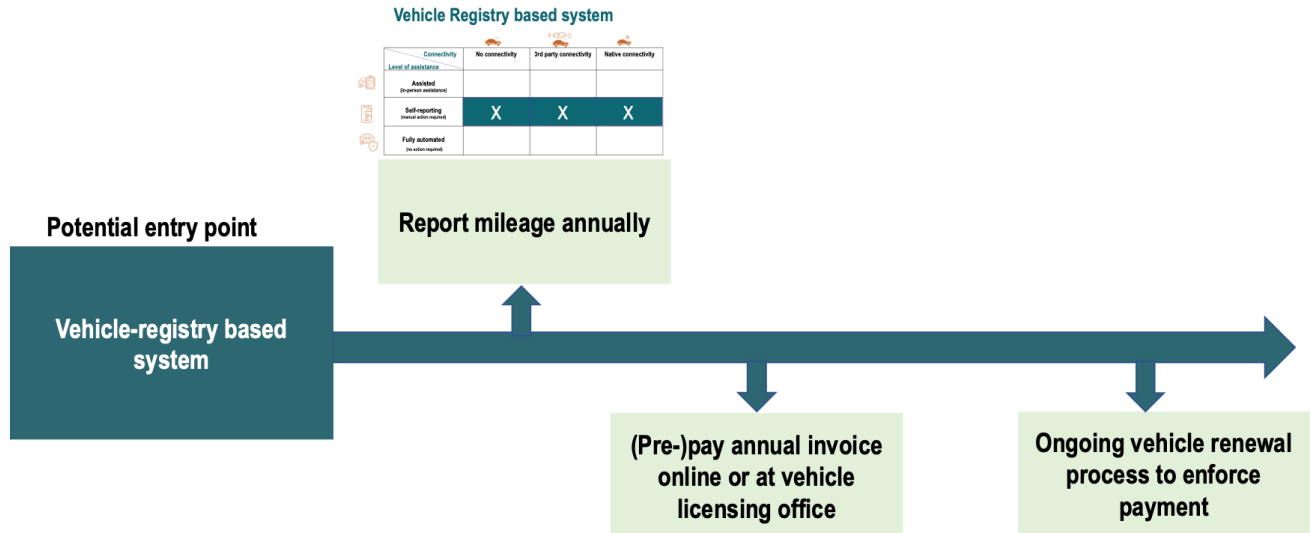 Vehicle Registry based system
Connectivity
No connectivity
3rd party connectivity
Native connectivity
Level of assistance
Assisted
(in-person assistance)
Self-reporting
(manual action required)
X
X
X
Fully automated
(no action required)
Report mileage annually
Potential entry point
Vehicle-registry based
system
(Pre-)pay annual invoice
online or at vehicle
licensing office
Ongoing vehicle renewal
process to enforce
payment